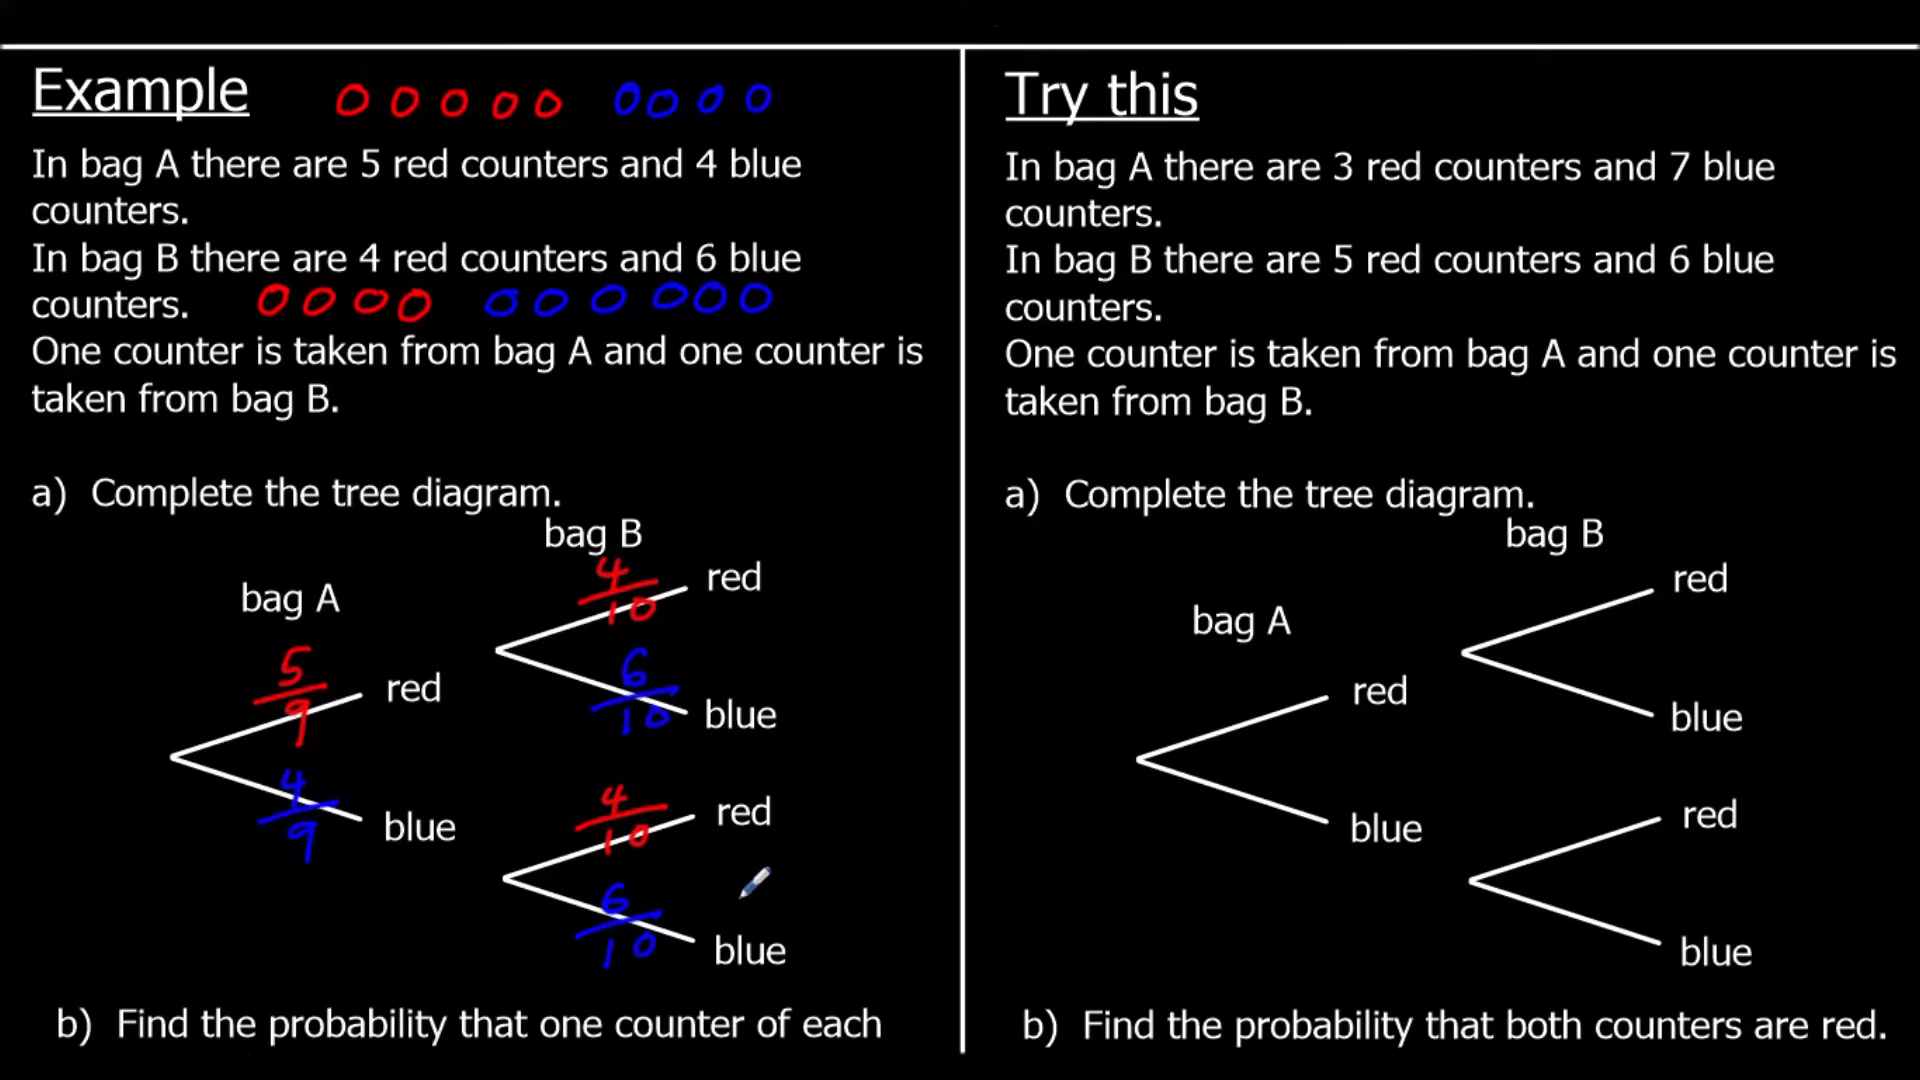 Example
In bag A there are 5 red counters and 4 blue
counters.
In bag B there are 4 red counters and 6 blue
counters.
One counter is taken from bag A and one counter is
taken from bag B.
a) Complete the tree diagram.
bag B
4
10
red
bag A
5
9
red
6
10
blue
4
9
blue
4
10
red
6
10
blue
b) Find the probability that one counter of each
Try this
In bag A there are 3 red counters and 7 blue
counters.
In bag B there are 5 red counters and 6 blue
counters.
One counter is taken from bag A and one counter is
taken from bag B.
a) Complete the tree diagram.
bag B
red
bag A
red
blue
blue
red
blue
b) Find the probability that both counters are red.